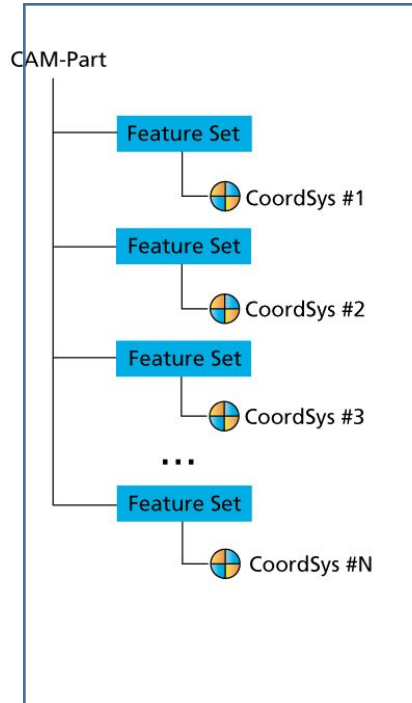 CAM-Part
Feature Set
CoordSys #1
Feature Set
CoordSys #2
Feature Set
CoordSys #3
...
Feature Set
CoordSys #N